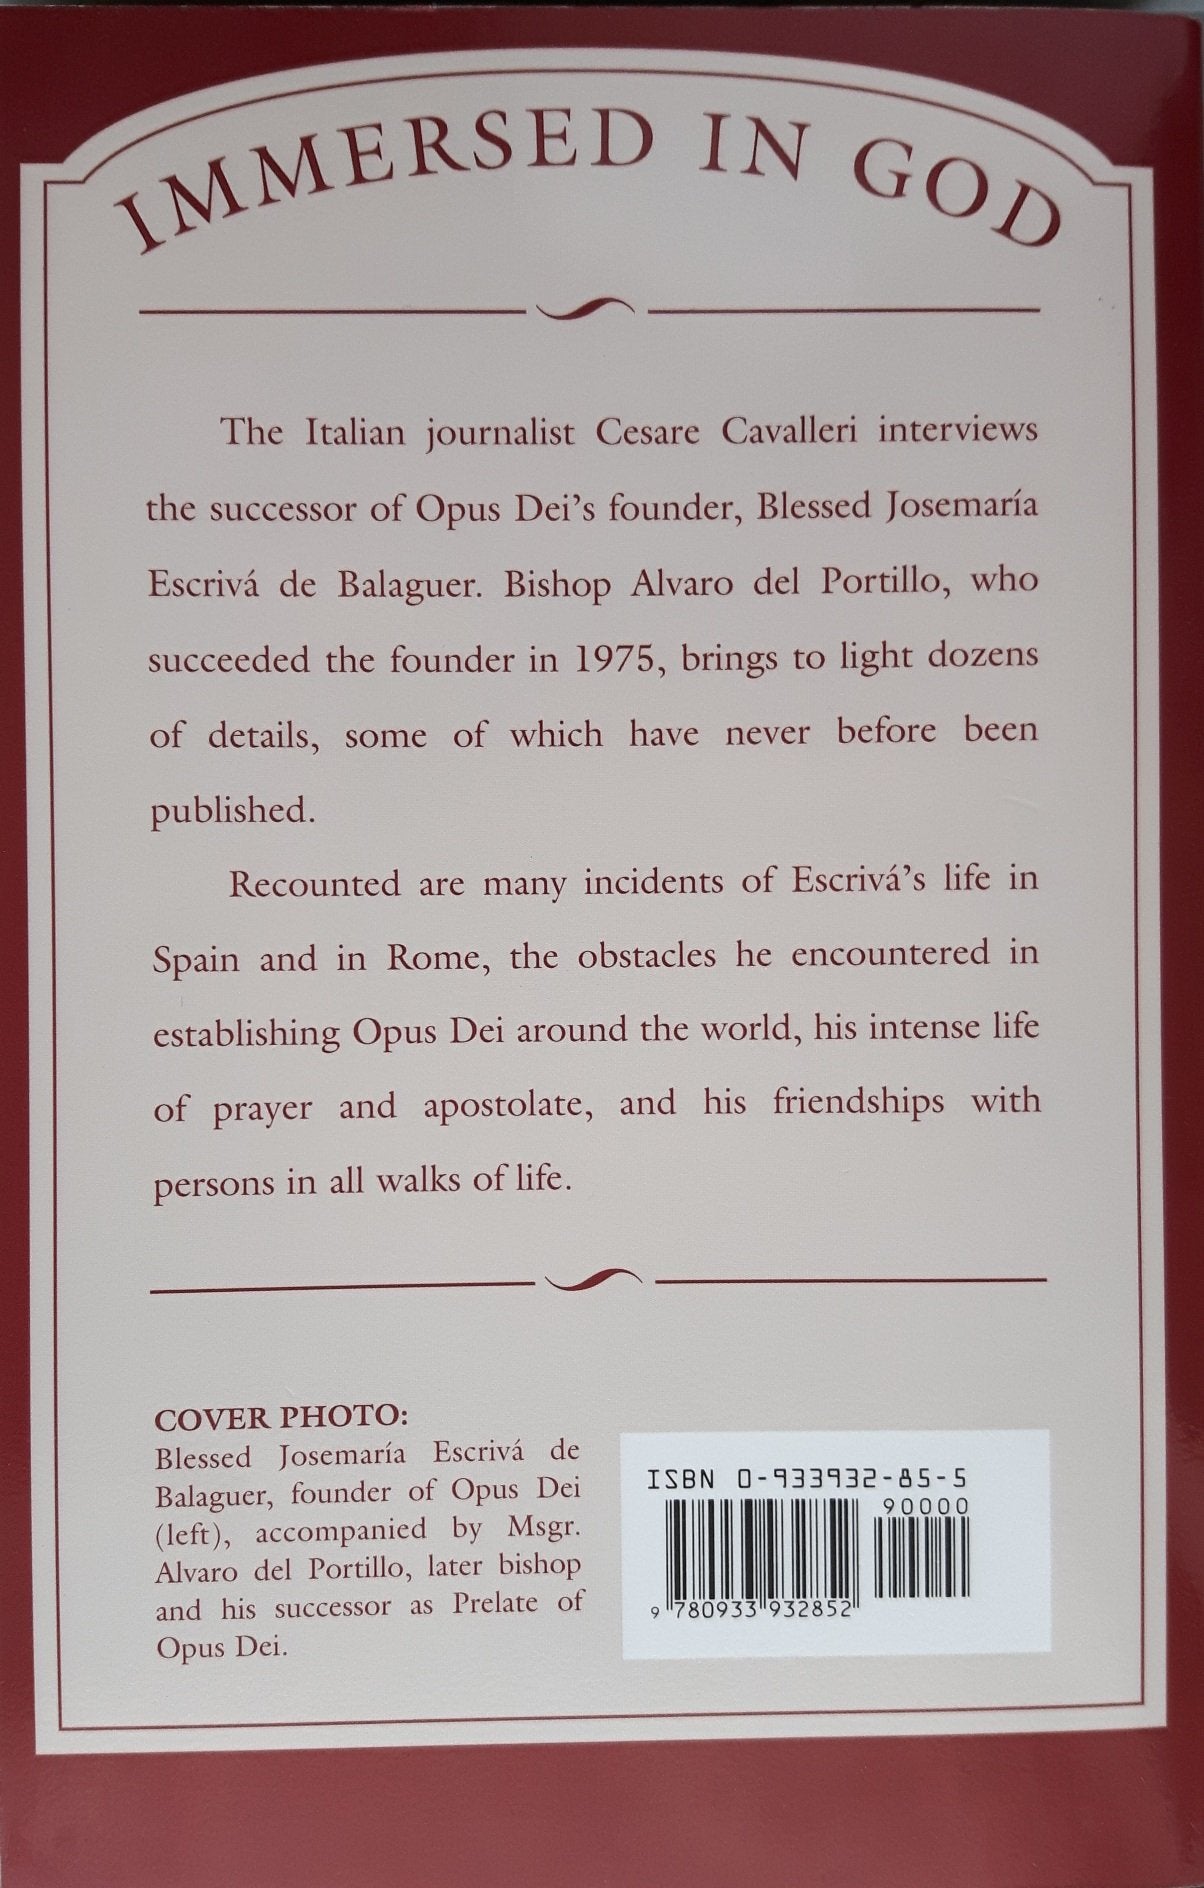 IMMERSED IN GOD
The Italian journalist Cesare Cavalleri interviews
the successor of Opus Dei’s founder, Blessed Josemaría
Escrivá de Balaguer. Bishop Alvaro del Portillo, who
succeeded the founder in 1975, brings to light dozens
of details, some of which have never before been
published.
Recounted are many incidents of Escrivá’s life in
Spain and in Rome, the obstacles he encountered in
establishing Opus Dei around the world, his intense life
of prayer and apostolate, and his friendships with
persons in all walks of life.
COVER PHOTO:
Blessed Josemaría Escrivá de
Balaguer, founder of Opus Dei
(left), accompanied by Msgr.
Alvaro del Portillo, later bishop
and his successor as Prelate of
Opus Dei.
ISBN 0-933932-85-5
90000
9 780933 932852